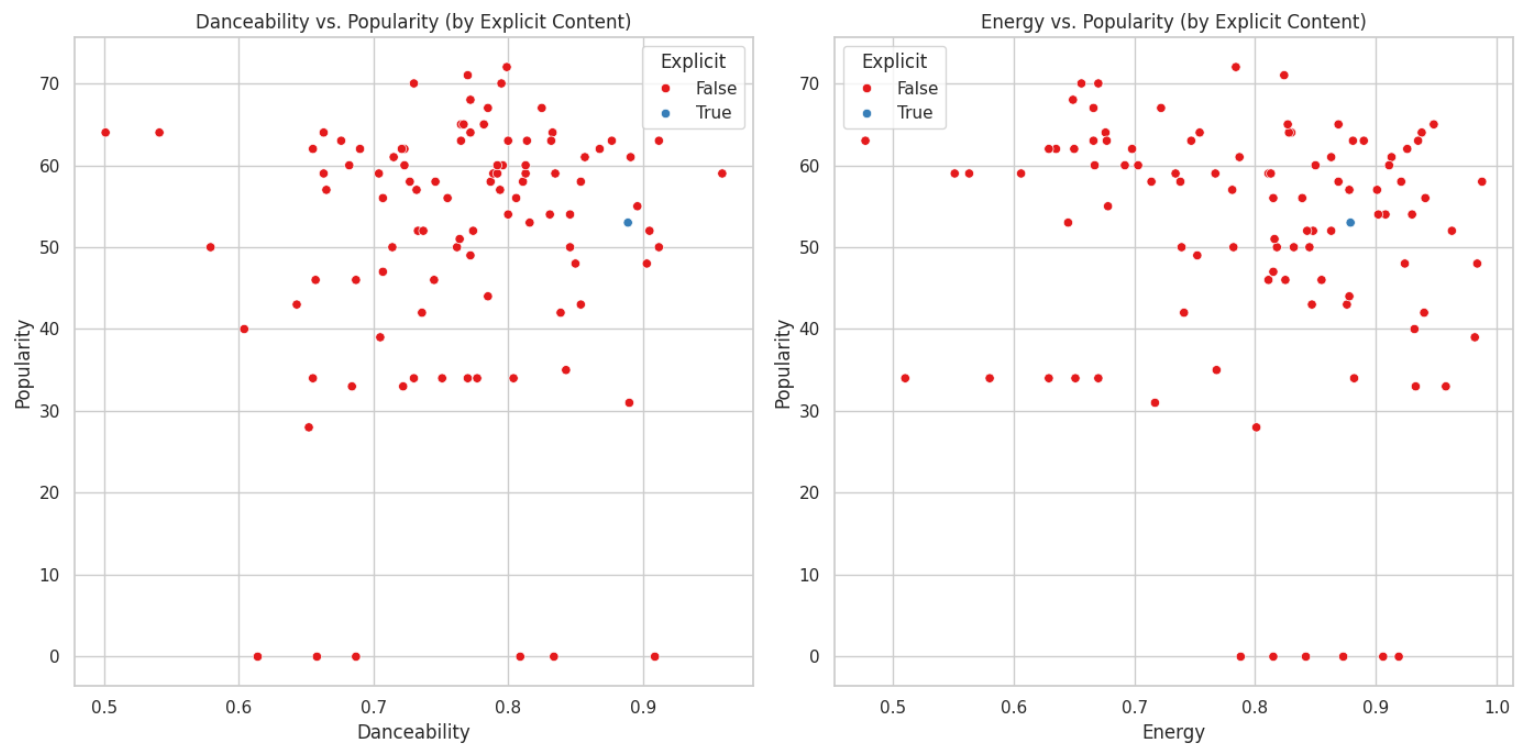 Danceability vs. Popularity (by Explicit Content)
Explicit
False
True
70
60
50
40
30
20
10
0
Popularity
0.5 0.6 0.7 0.8 0.9
Danceability
Energy vs. Popularity (by Explicit Content)
Explicit
False
True
70
60
50
40
30
20
10
0
Popularity
0.5 0.6 0.7 0.8 0.9 1.0
Energy